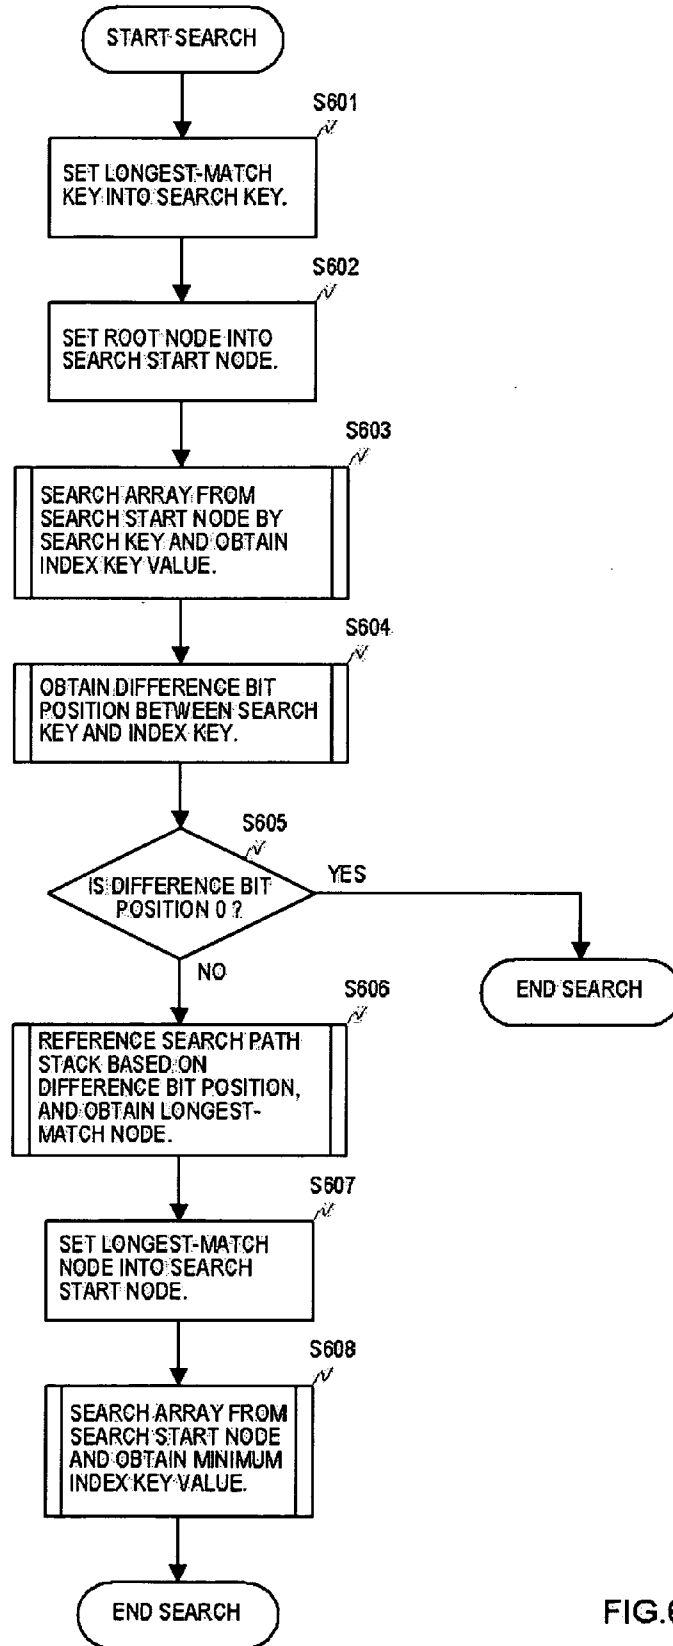 START SEARCH
S601
SET LONGEST-MATCH
KEY INTO SEARCH KEY.
S602
SET ROOT NODE INTO
SEARCH START NODE.
S603
SEARCH ARRAY FROM
SEARCH START NODE BY
SEARCH KEY AND OBTAIN
INDEX KEY VALUE.
S604
OBTAIN DIFFERENCE BIT
POSITION BETWEEN SEARCH
KEY AND INDEX KEY.
S605
IS DIFFERENCE BIT
POSITION 0 ?
YES
NO
END SEARCH
S606
REFERENCE SEARCH PATH
STACK BASED ON
DIFFERENCE BIT POSITION,
AND OBTAIN LONGEST-
MATCH NODE.
S607
SET LONGEST-MATCH
NODE INTO SEARCH
START NODE.
S608
SEARCH ARRAY FROM
SEARCH START NODE
AND OBTAIN MINIMUM
INDEX KEY VALUE.
END SEARCH
FIG.6